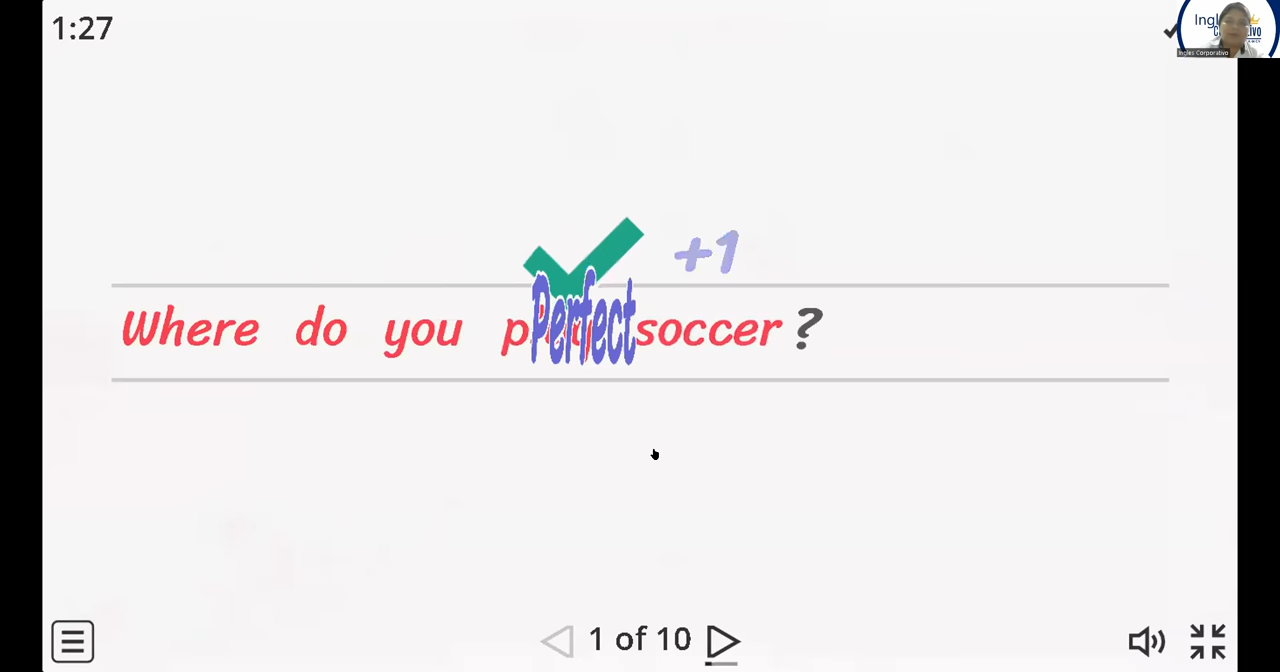 1:27
Ingles Corporativo
+1
Perfect
Where do you soccer?
1 of 10